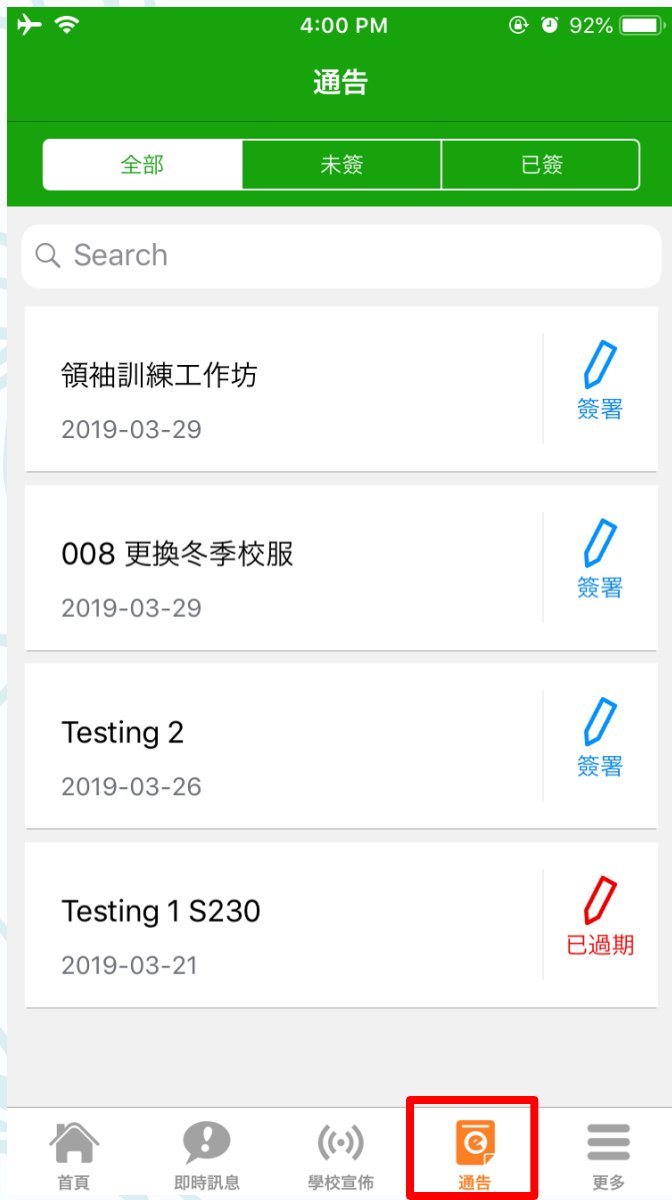 4:00 PM 92%
通告
全部 未簽 已簽
Search
領袖訓練工作坊
2019-03-29
簽署
008 更換冬季校服
2019-03-29
簽署
Testing 2
2019-03-26
簽署
Testing 1 S230
2019-03-21
已過期
首頁 即時訊息 學校宣佈 通告 更多